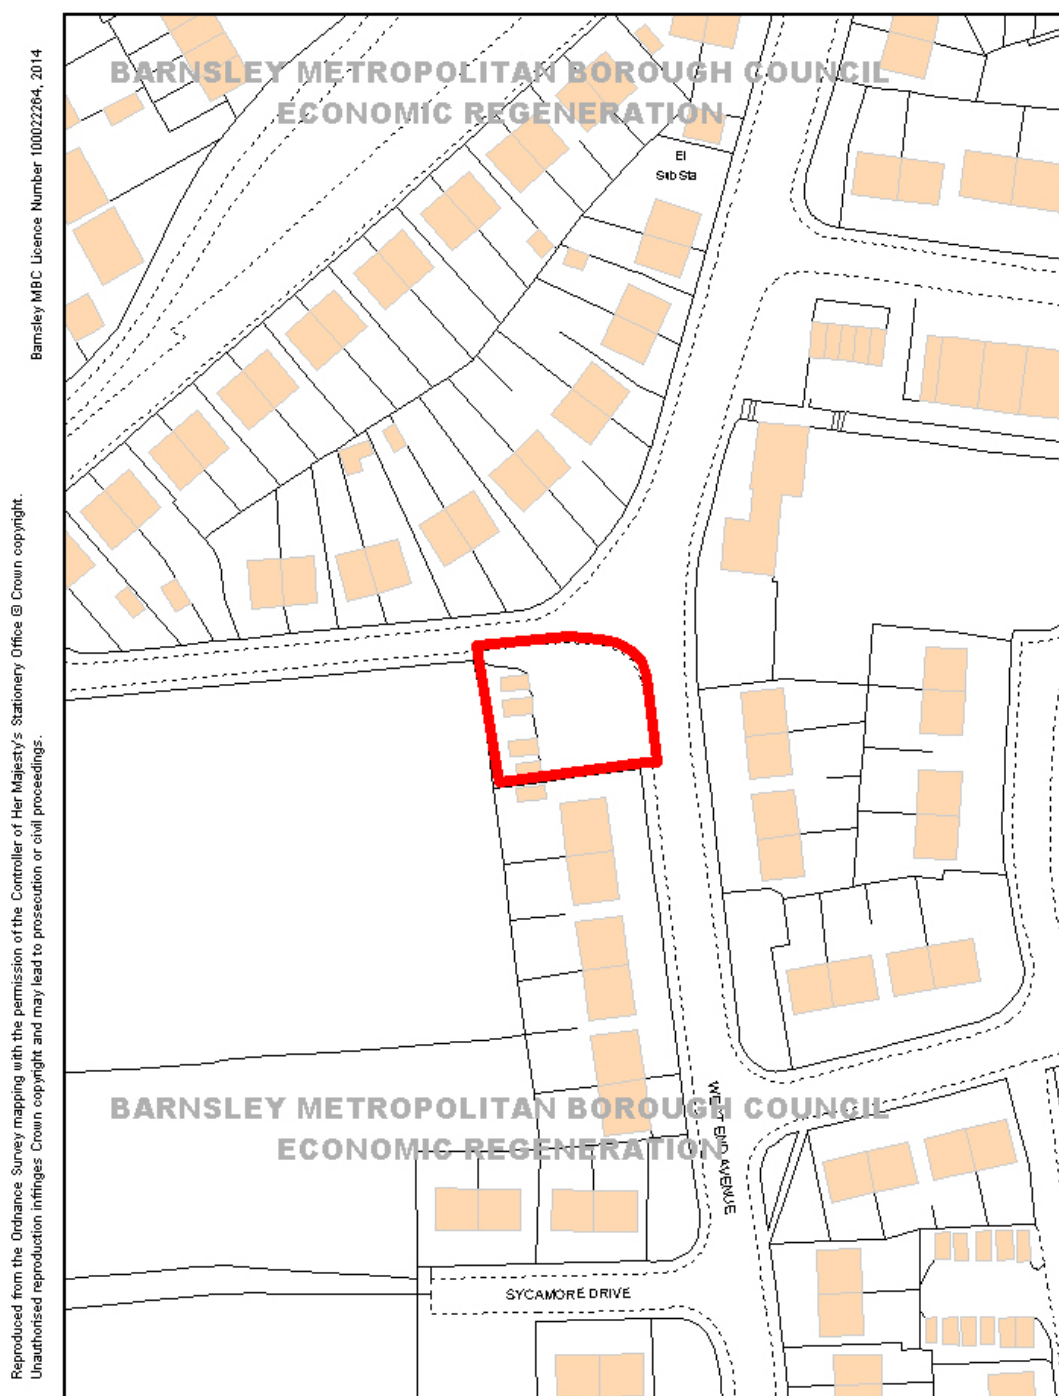 BARNSLEY METROPOLITAN BOROUGH COUNCIL
ECONOMIC REGENERATION
El
Sub Sta
BARNSLEY METROPOLITAN BOROUGH COUNCIL
ECONOMIC REGENERATION
WEST END AVENUE
SYCAMORE DRIVE
Barnsley MBC Licence Number 100022264, 2014
Reproduced from the Ordnance Survey mapping with the permission of the Controller of Her Majesty's Stationery Office © Crown copyright.
Unauthorised reproduction infringes Crown copyright and may lead to prosecution or civil proceedings.